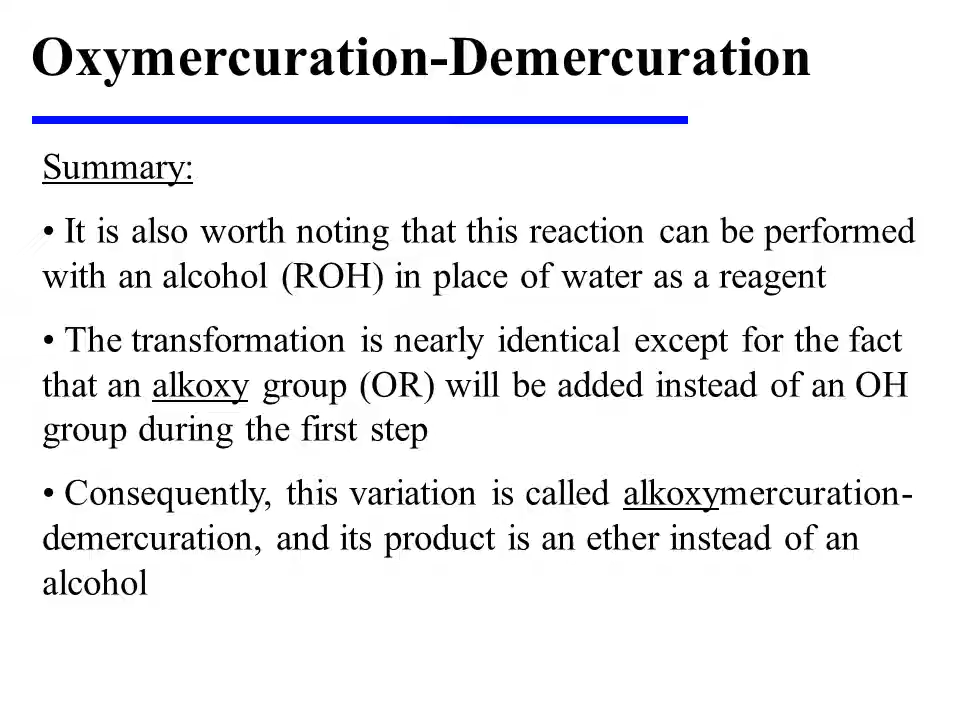 Oxymercuration-Demercuration
Summary:
• It is also worth noting that this reaction can be performed
with an alcohol (ROH) in place of water as a reagent
• The transformation is nearly identical except for the fact
that an alkoxy group (OR) will be added instead of an OH
group during the first step
• Consequently, this variation is called alkoxymercuration-
demercuration, and its product is an ether instead of an
alcohol